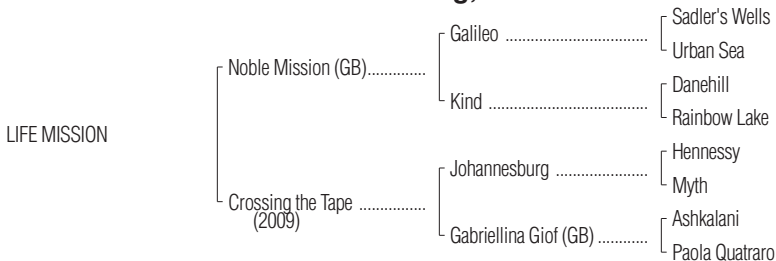 Sadler's Wells
Galileo ................................
Urban Sea
Noble Mission (GB)..............
Danehill
Kind ....................................
Rainbow Lake
LIFE MISSION
Hennessy
Johannesburg .....................
Myth
Crossing the Tape ................
(2009)
Ashkalani
Gabriellina Giof (GB) ............
Paola Quatraro